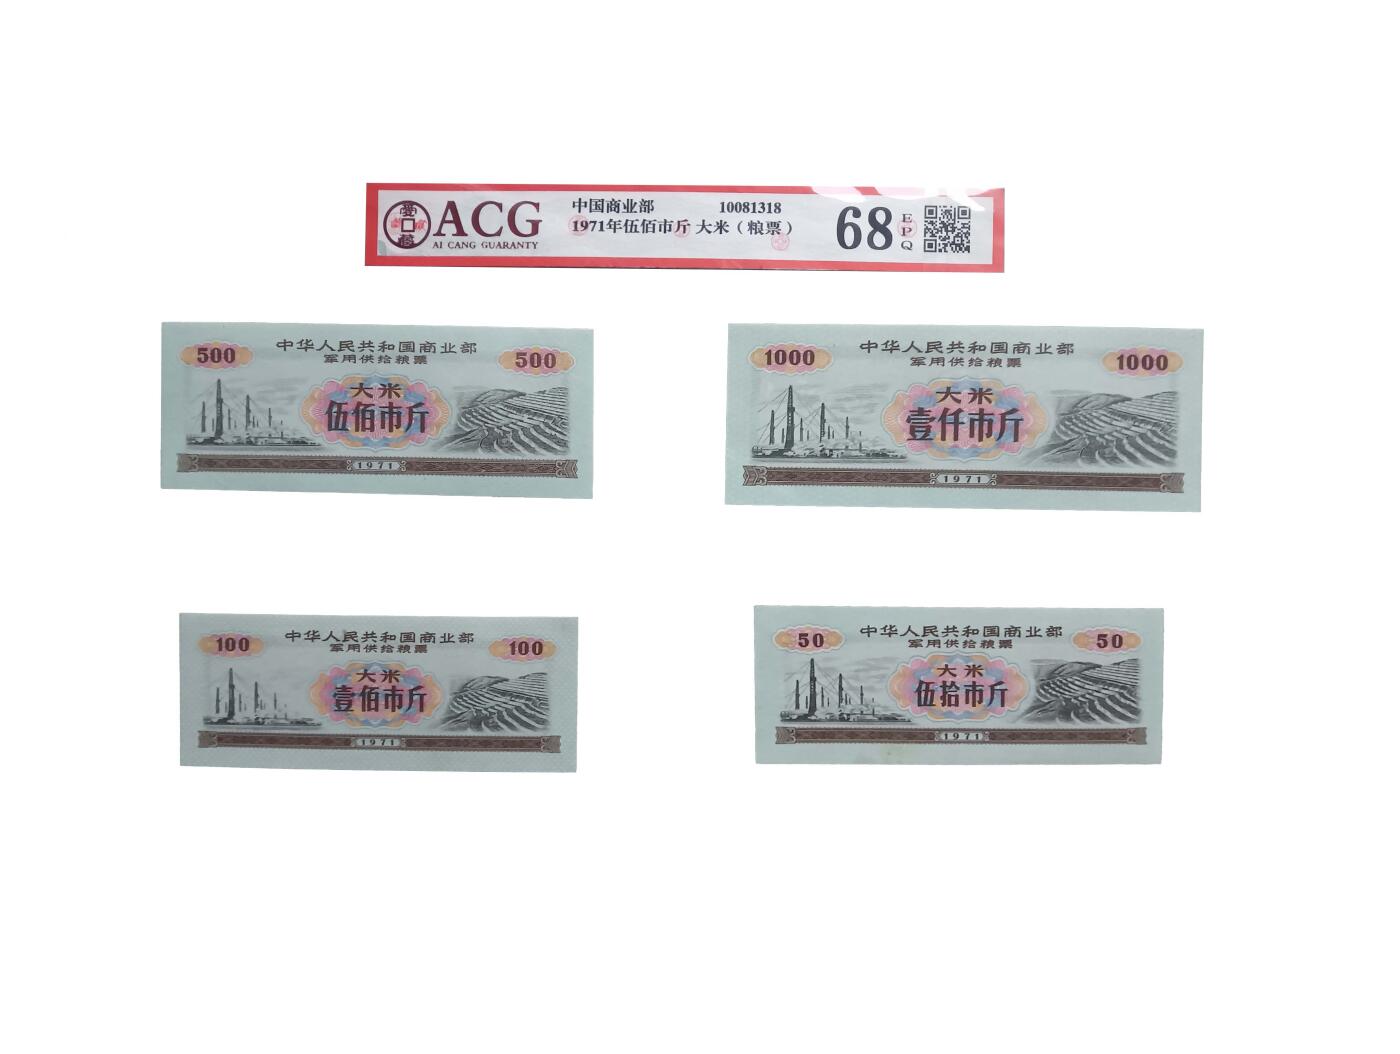 ACG
AI CANG GUARANTY
中国商业部 10081318
1971年伍佰市斤 大米（粮票）
68
EPQ
500
中华人民共和国商业部
军用供给粮票
500
大米
伍佰市斤
1971
1000
中华人民共和国商业部
军用供给粮票
1000
大米
壹仟市斤
1971
100
中华人民共和国商业部
军用供给粮票
100
大米
壹佰市斤
1971
50
中华人民共和国商业部
军用供给粮票
50
大米
伍拾市斤
1971